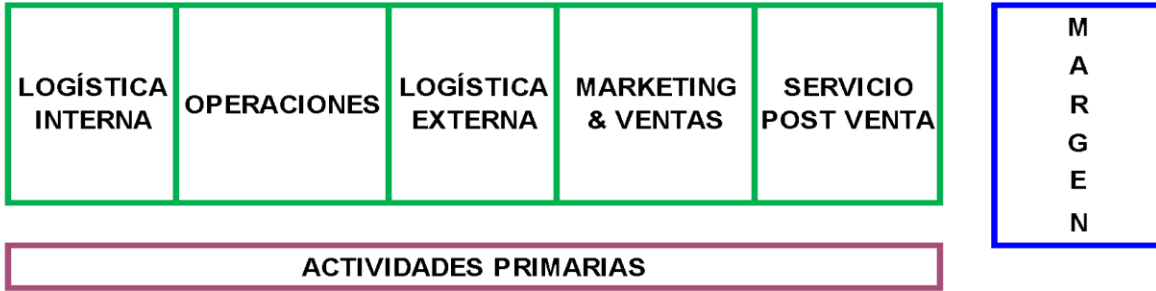 LOGÍSTICA
INTERNA
OPERACIONES
LOGÍSTICA
EXTERNA
MARKETING
& VENTAS
SERVICIO
POST VENTA
M
A
R
G
E
N
ACTIVIDADES PRIMARIAS